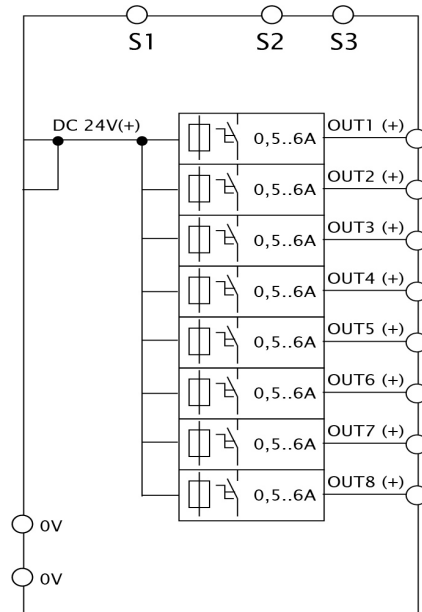 S1 S2 S3
DC 24V(+)
0,5..6A OUT1 (+)
0,5..6A OUT2 (+)
0,5..6A OUT3 (+)
0,5..6A OUT4 (+)
0,5..6A OUT5 (+)
0,5..6A OUT6 (+)
0,5..6A OUT7 (+)
0,5..6A OUT8 (+)
0V
0V